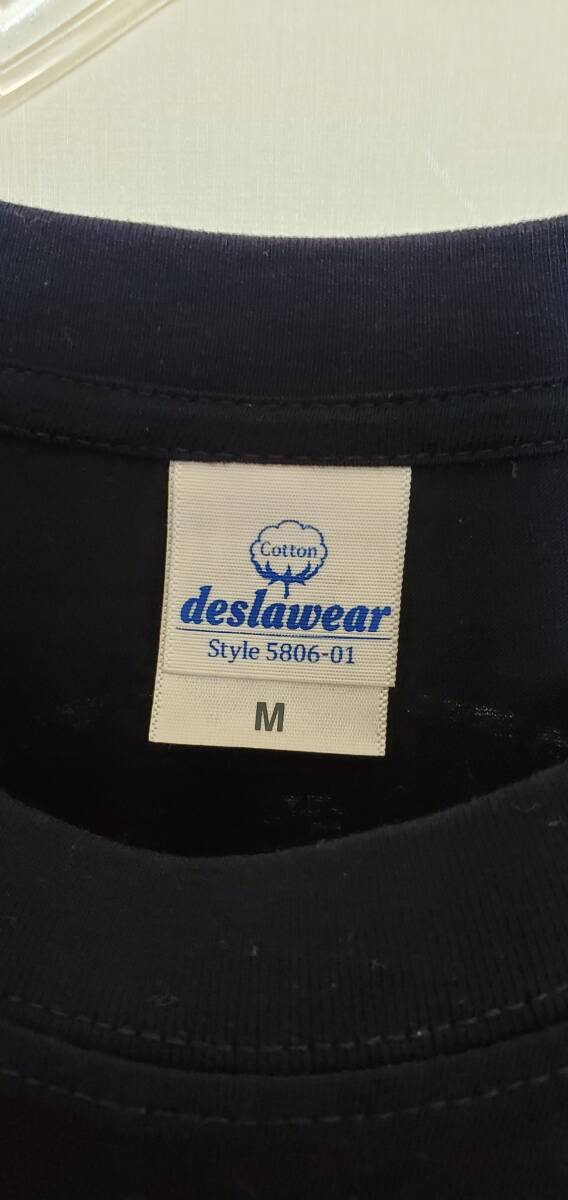 Cotton
deslawear
Style 5806-01
M